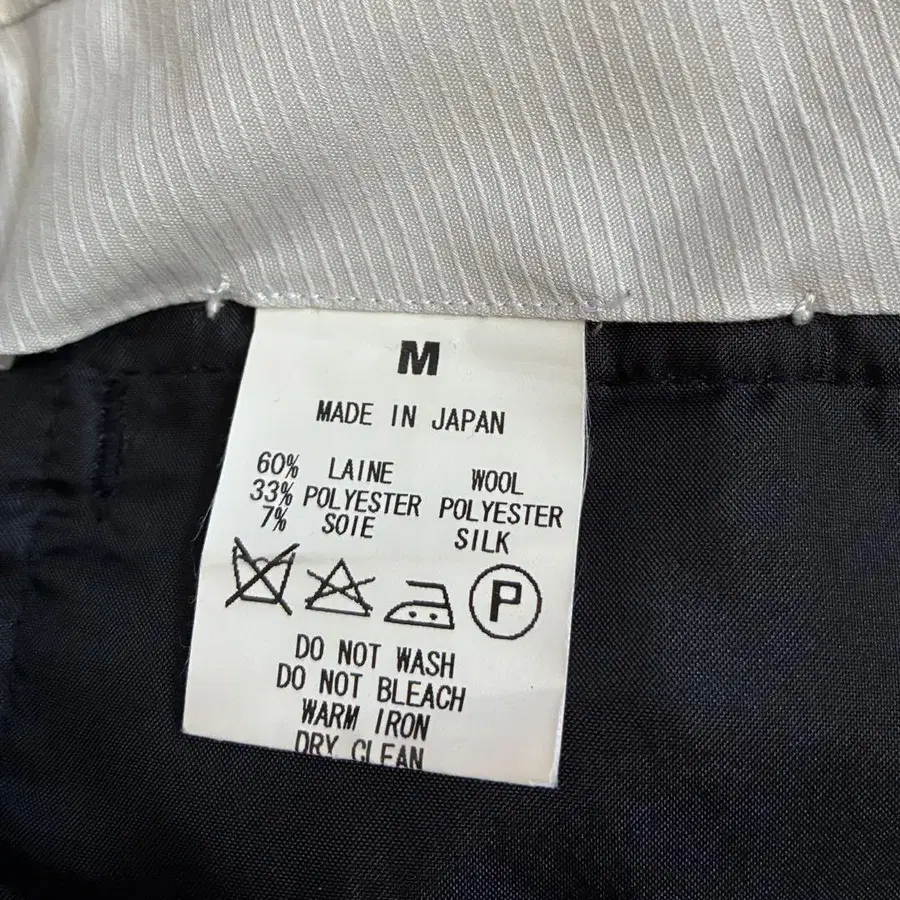 M
MADE IN JAPAN
60% LAINE WOOL
33% POLYESTER POLYESTER
7% SOIE SILK
P
DO NOT WASH
DO NOT BLEACH
WARM IRON
DRY CLEAN